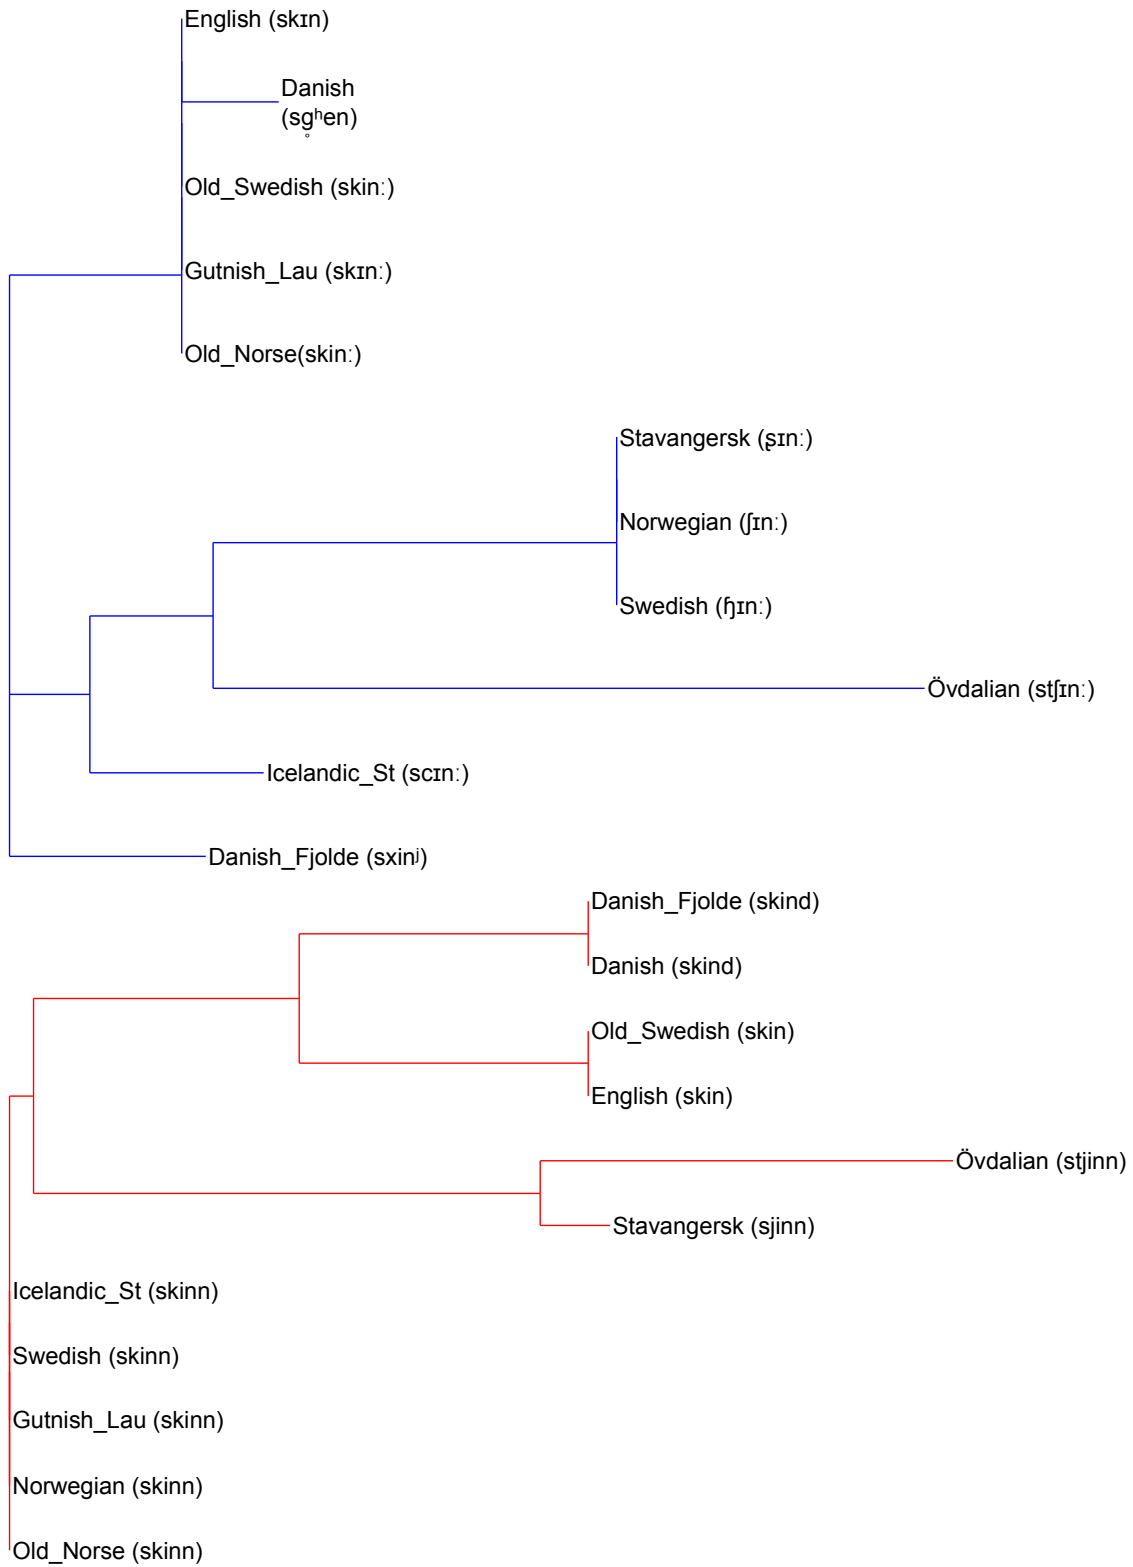 English (skɪn)
Danish
(sg̊ʰen)
Old_Swedish (skinː)
Gutnish_Lau (skɪnː)
Old_Norse(skinː)
Stavangersk (ʂɪnː)
Norwegian (ʃɪnː)
Swedish (ɧɪnː)
Övdalian (stʃɪnː)
Icelandic_St (scɪnː)
Danish_Fjolde (sxinʲ)
Danish_Fjolde (skind)
Danish (skind)
Old_Swedish (skin)
English (skin)
Övdalian (stjinn)
Stavangersk (sjinn)
Icelandic_St (skinn)
Swedish (skinn)
Gutnish_Lau (skinn)
Norwegian (skinn)
Old_Norse (skinn)